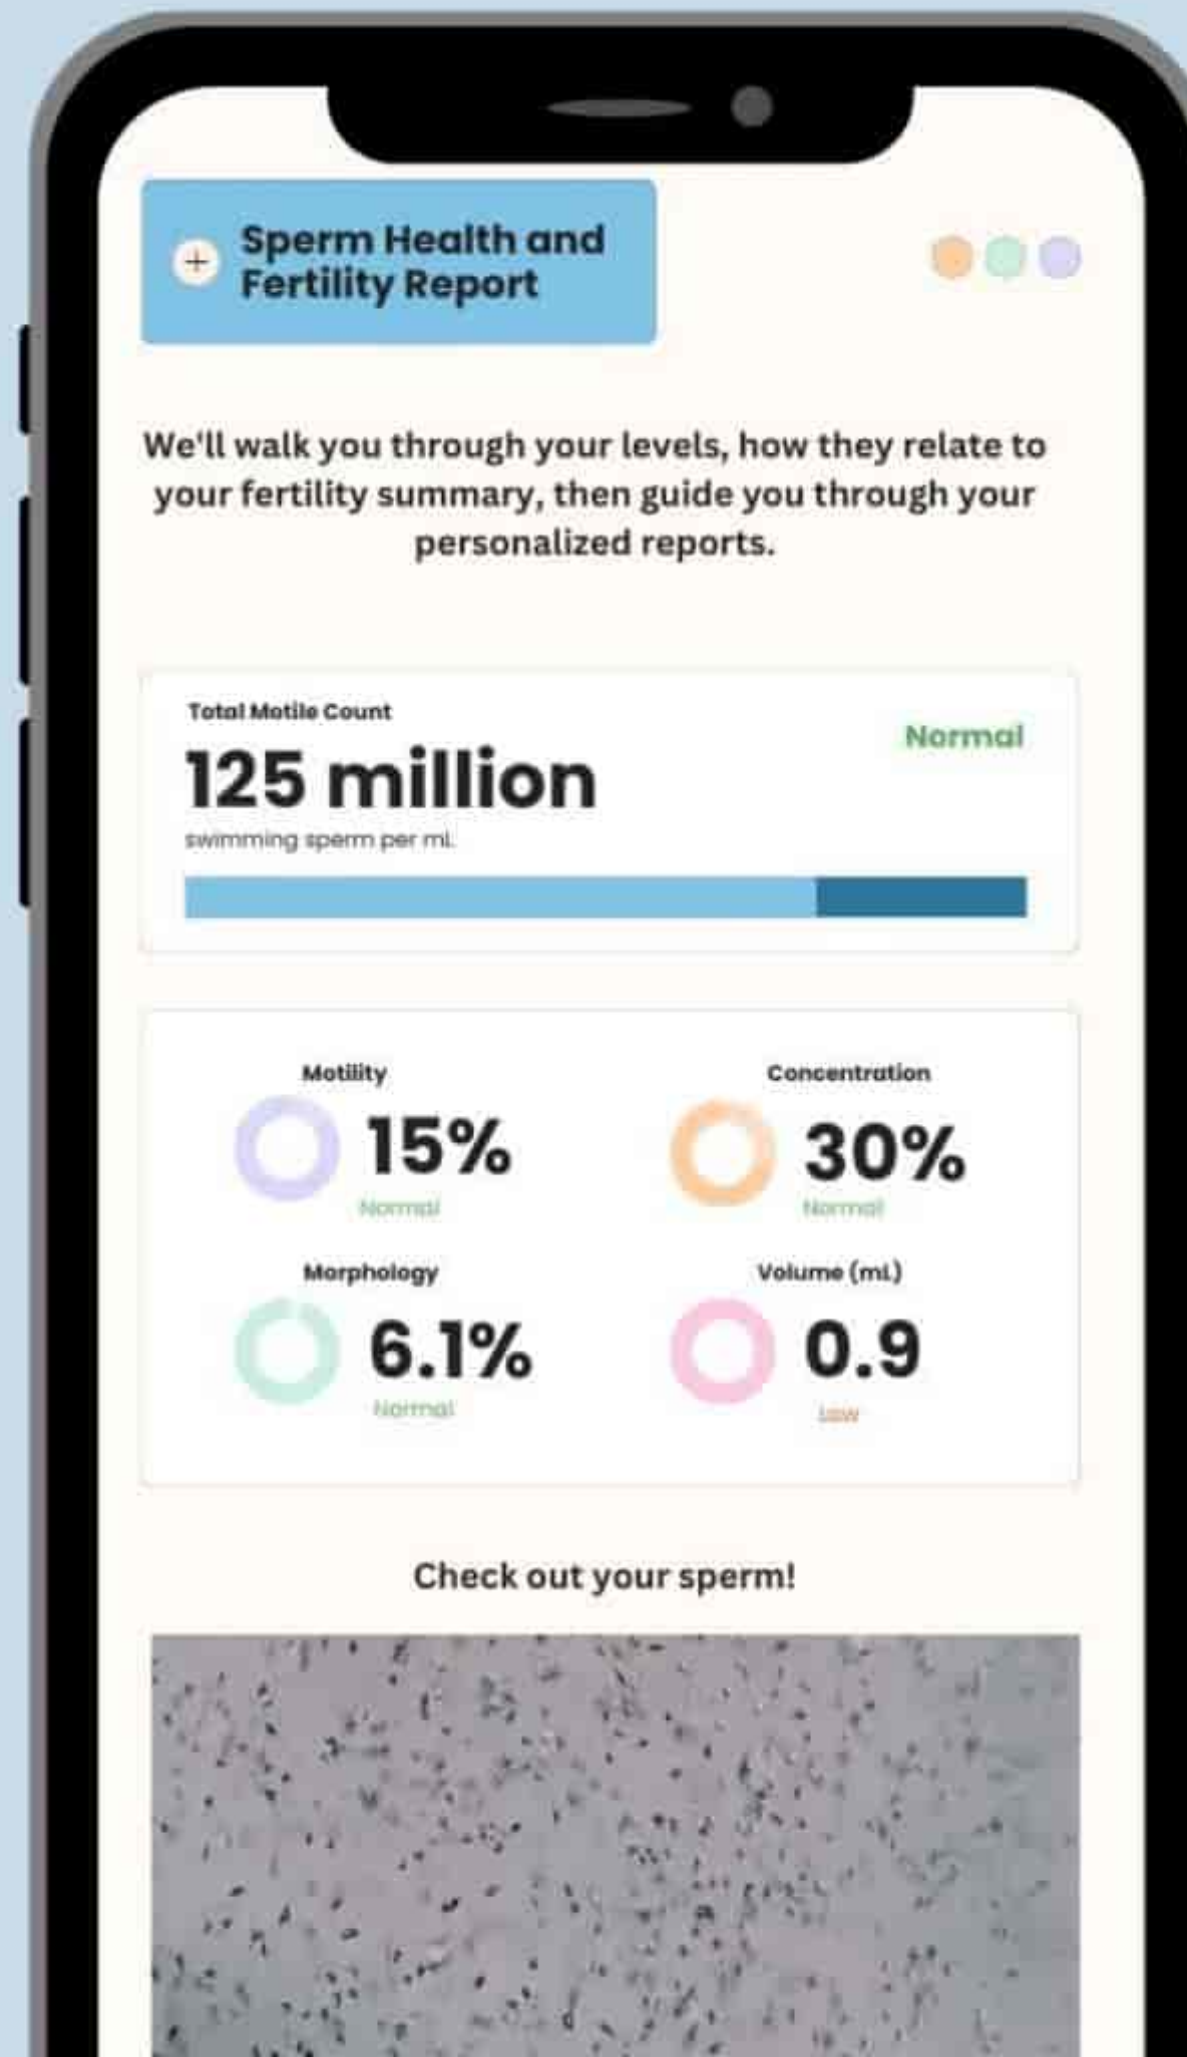 Sperm Health and
Fertility Report
We'll walk you through your levels, how they relate to
your fertility summary, then guide you through your
personalized reports.
Total Motile Count
Normal
125 million
swimming sperm per mL
Motility
15%
Normal
Concentration
30%
Normal
Morphology
6.1%
Normal
Volume (mL)
0.9
Low
Check out your sperm!